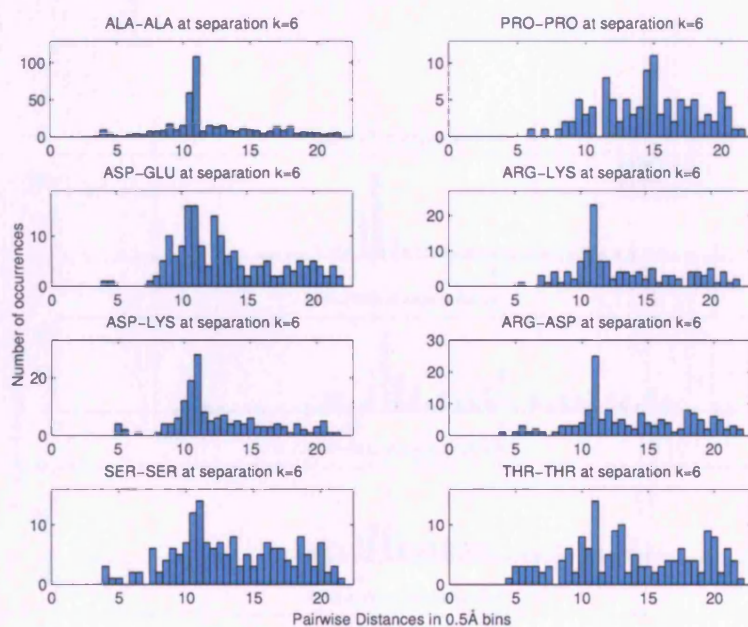 ALA-ALA at separation k=6
100
50
0
0 5 10 15 20
PRO-PRO at separation k=6
10
5
0
0 5 10 15 20
ASP-GLU at separation k=6
10
0
0 5 10 15 20
ARG-LYS at separation k=6
20
10
0
0 5 10 15 20
ASP-LYS at separation k=6
20
0
0 5 10 15 20
ARG-ASP at separation k=6
30
20
10
0
0 5 10 15 20
SER-SER at separation k=6
10
0
0 5 10 15 20
THR-THR at separation k=6
10
0
0 5 10 15 20
Number of occurrences
Pairwise Distances in 0.5Å bins